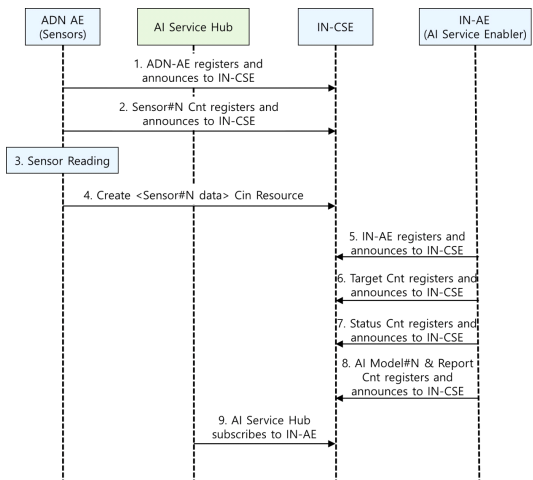 ADN AE
(Sensors)
AI Service Hub
IN-CSE
IN-AE
(AI Service Enabler)
1. ADN-AE registers and
announces to IN-CSE
2. Sensor#N Cnt registers and
announces to IN-CSE
3. Sensor Reading
4. Create <Sensor#N data> Cin Resource
5. IN-AE registers and
announces to IN-CSE
6. Target Cnt registers and
announces to IN-CSE
7. Status Cnt registers and
announces to IN-CSE
8. AI Model#N & Report
Cnt registers and
announces to IN-CSE
9. AI Service Hub
subscribes to IN-AE